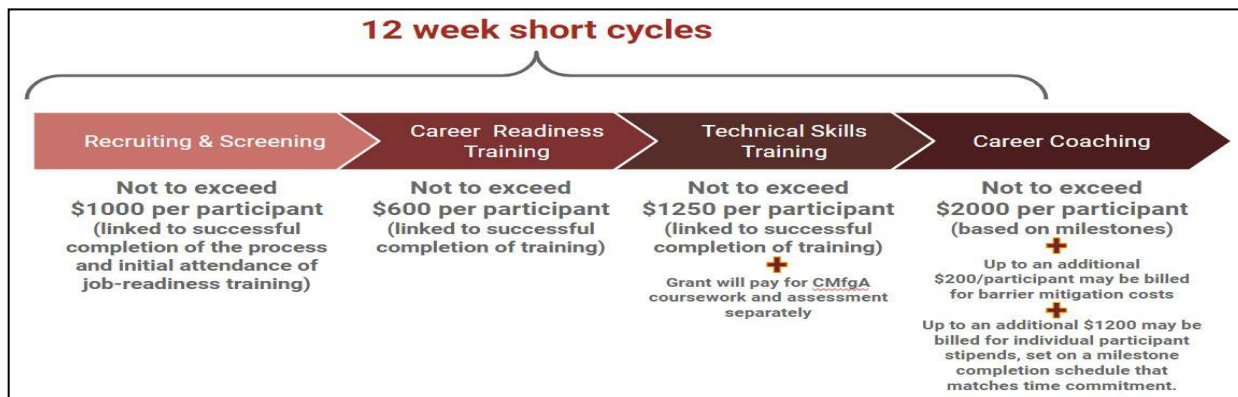 12 week short cycles
Recruiting & Screening
Career Readiness
Training
Technical Skills
Training
Career Coaching
Not to exceed
$1000 per participant
(linked to successful
completion of the process
and initial attendance of
job-readiness training)
Not to exceed
$600 per participant
(linked to successful
completion of training)
Not to exceed
$1250 per participant
(linked to successful
completion of training)
+
Grant will pay for CMfgA
coursework and assessment
separately
Not to exceed
$2000 per participant
(based on milestones)
+
Up to an additional
$200/participant may be billed
for barrier mitigation costs
+
Up to an additional $1200 may be
billed for individual participant
stipends, set on a milestone
completion schedule that
matches time commitment.